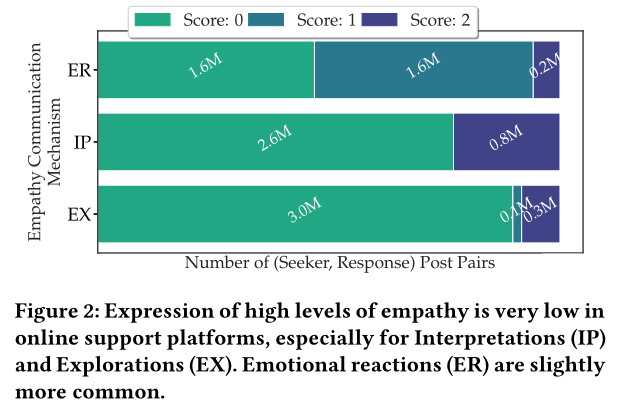 Score: 0 Score: 1 Score: 2
Empathy Communication
Mechanism
ER
1.6M 1.6M 0.2M
IP
2.6M 0.8M
EX
3.0M 0.1M 0.3M
Number of (Seeker, Response) Post Pairs
Figure 2: Expression of high levels of empathy is very low in
online support platforms, especially for Interpretations (IP)
and Explorations (EX). Emotional reactions (ER) are slightly
more common.